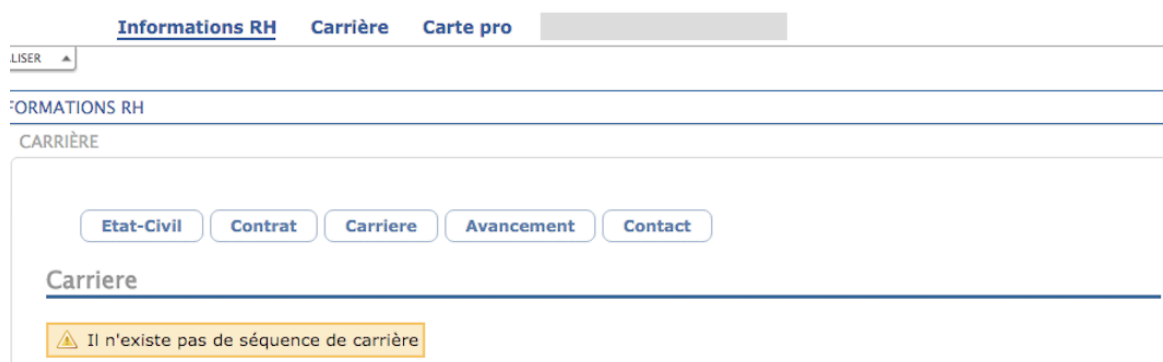 Informations RH Carrière Carte pro
LISER
FORMATIONS RH
CARRIÈRE
Etat-Civil Contrat Carriere Avancement Contact
Carriere
Il n'existe pas de séquence de carrière